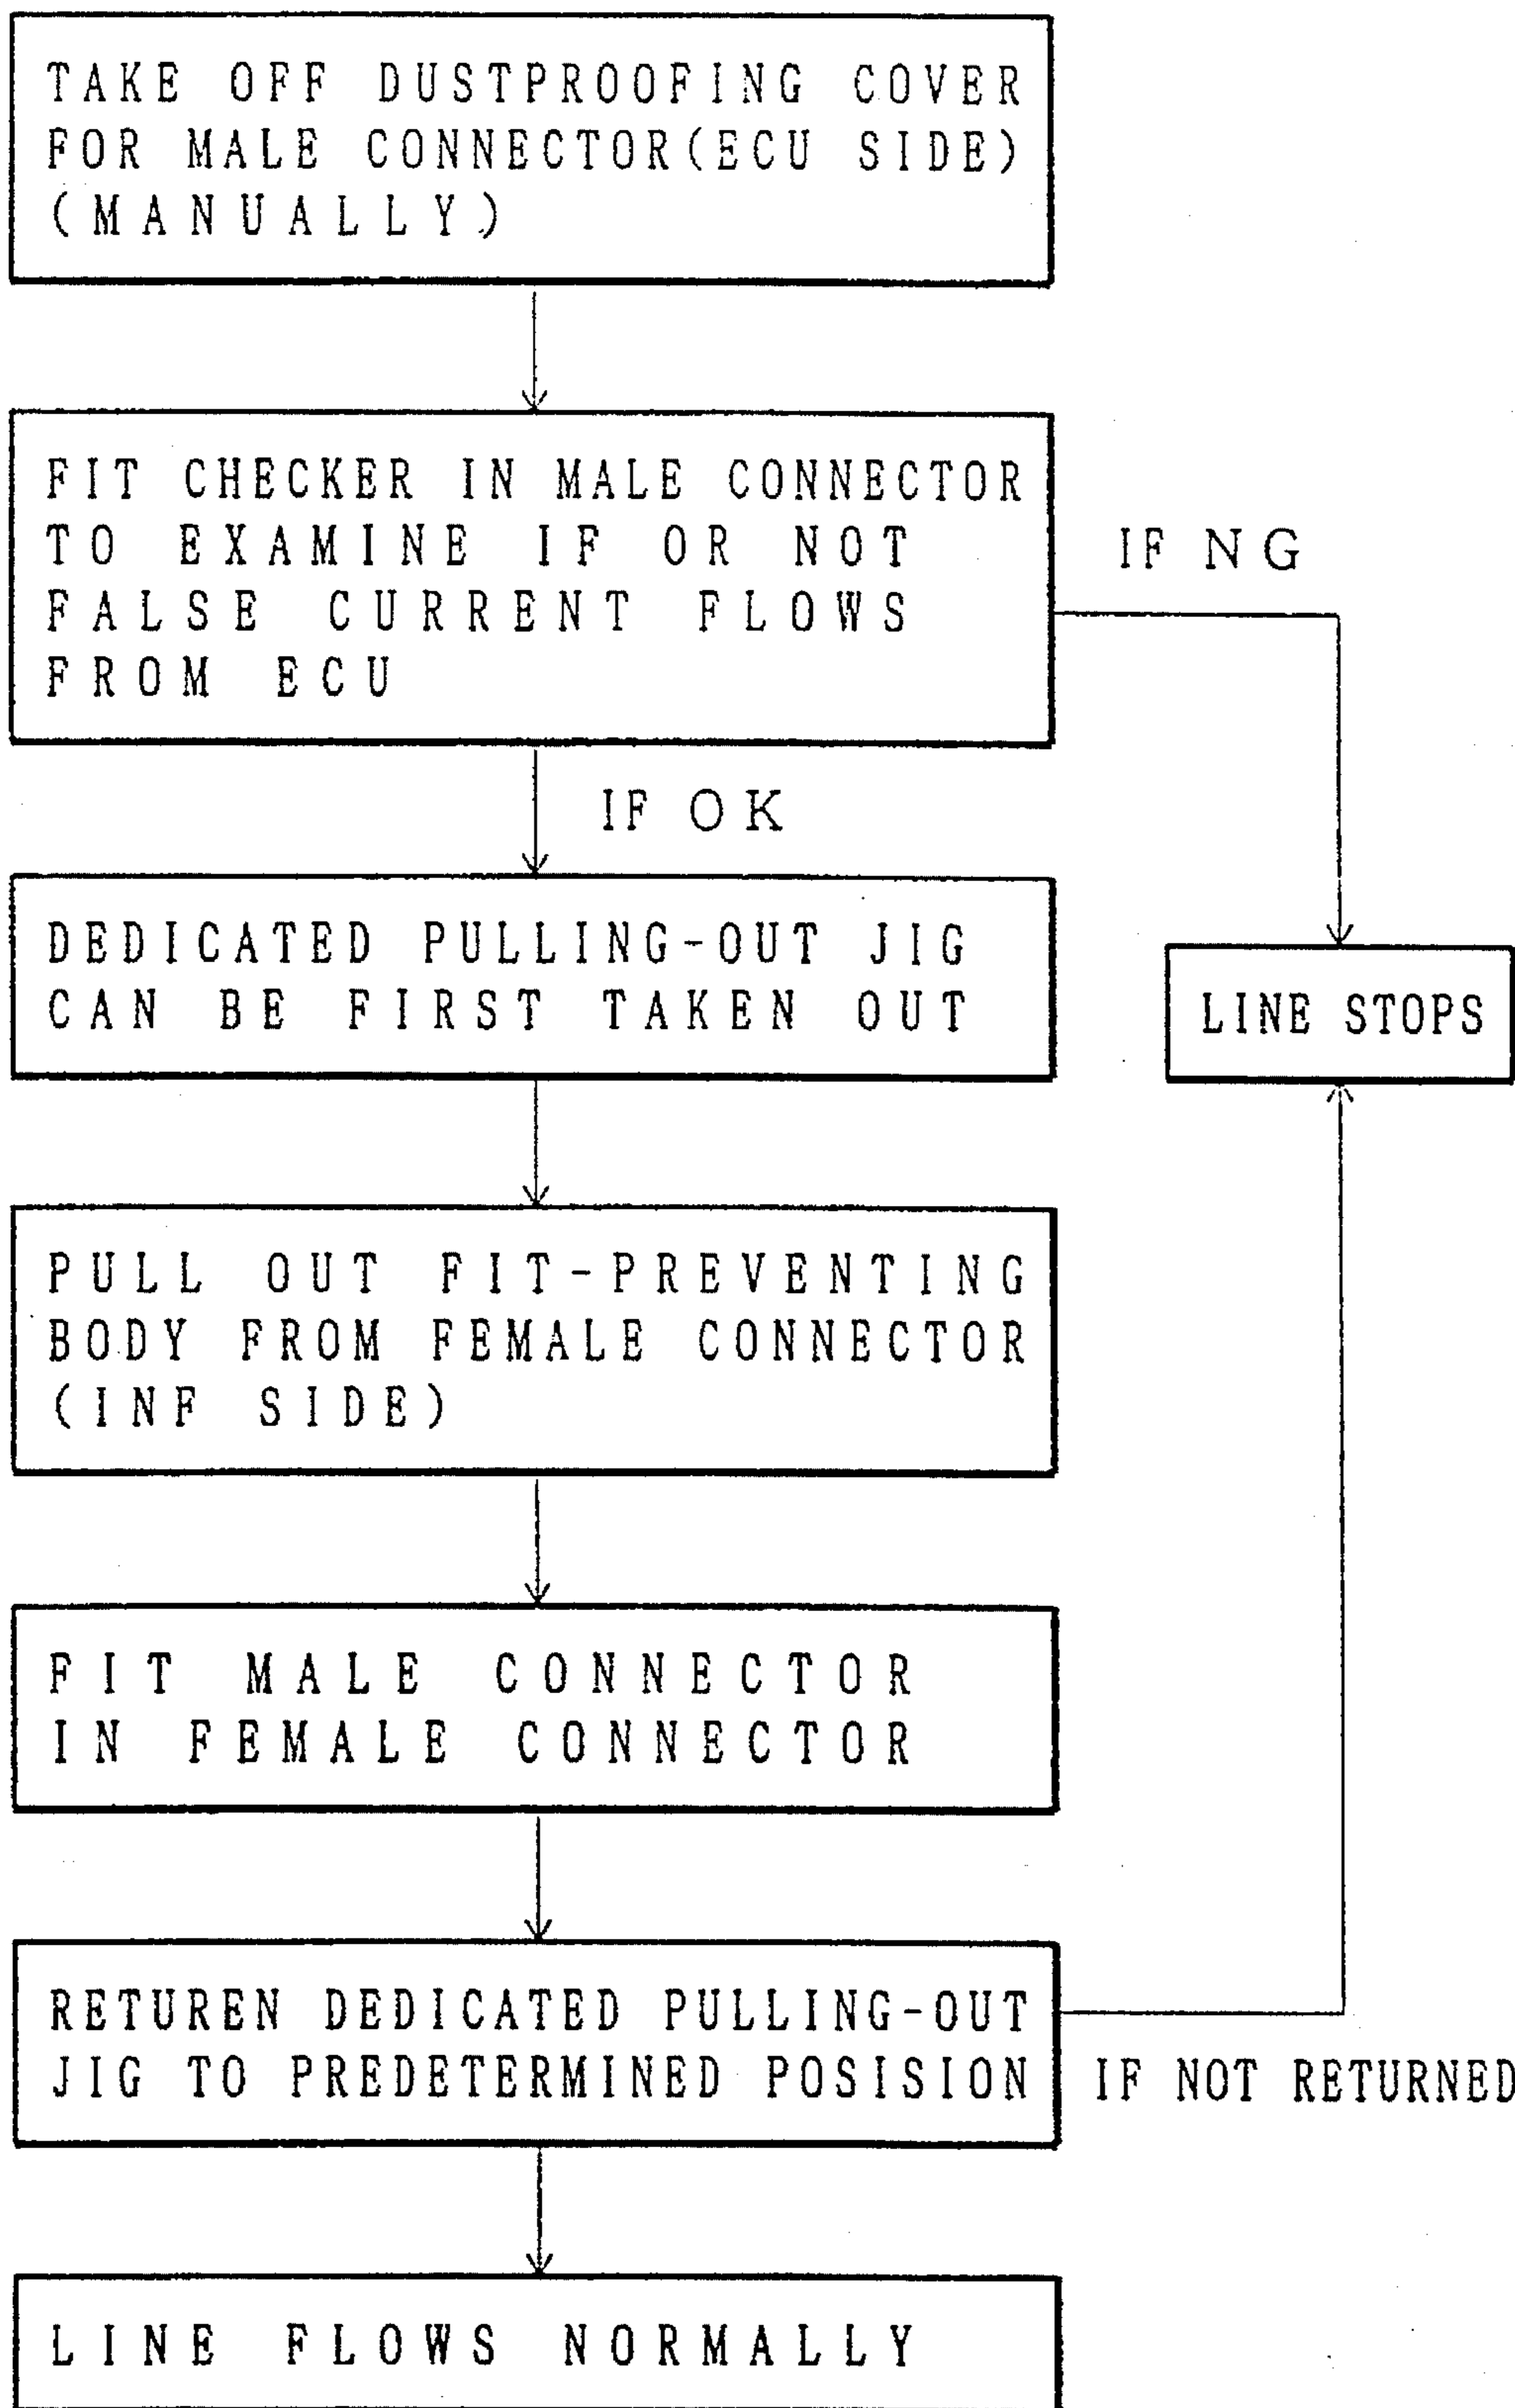 TAKE OFF DUSTPROOFING COVER
FOR MALE CONNECTOR(ECU SIDE)
(MANUALLY)
FIT CHECKER IN MALE CONNECTOR
TO EXAMINE IF OR NOT
FALSE CURRENT FLOWS
FROM ECU
IF NG
IF OK
DEDICATED PULLING-OUT JIG
CAN BE FIRST TAKEN OUT
LINE STOPS
PULL OUT FIT-PREVENTING
BODY FROM FEMALE CONNECTOR
(INF SIDE)
FIT MALE CONNECTOR
IN FEMALE CONNECTOR
RETUREN DEDICATED PULLING-OUT
JIG TO PREDETERMINED POSISION
IF NOT RETURNED
LINE FLOWS NORMALLY